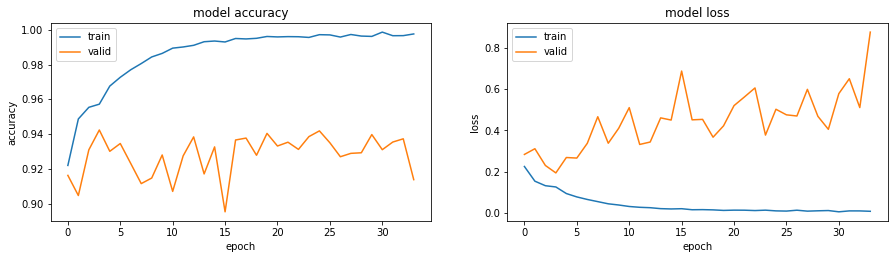 model accuracy
train
valid
1.00
0.98
0.96
0.94
0.92
0.90
accuracy
0 5 10 15 20 25 30
epoch
model loss
train
valid
0.8
0.6
0.4
0.2
0.0
loss
0 5 10 15 20 25 30
epoch